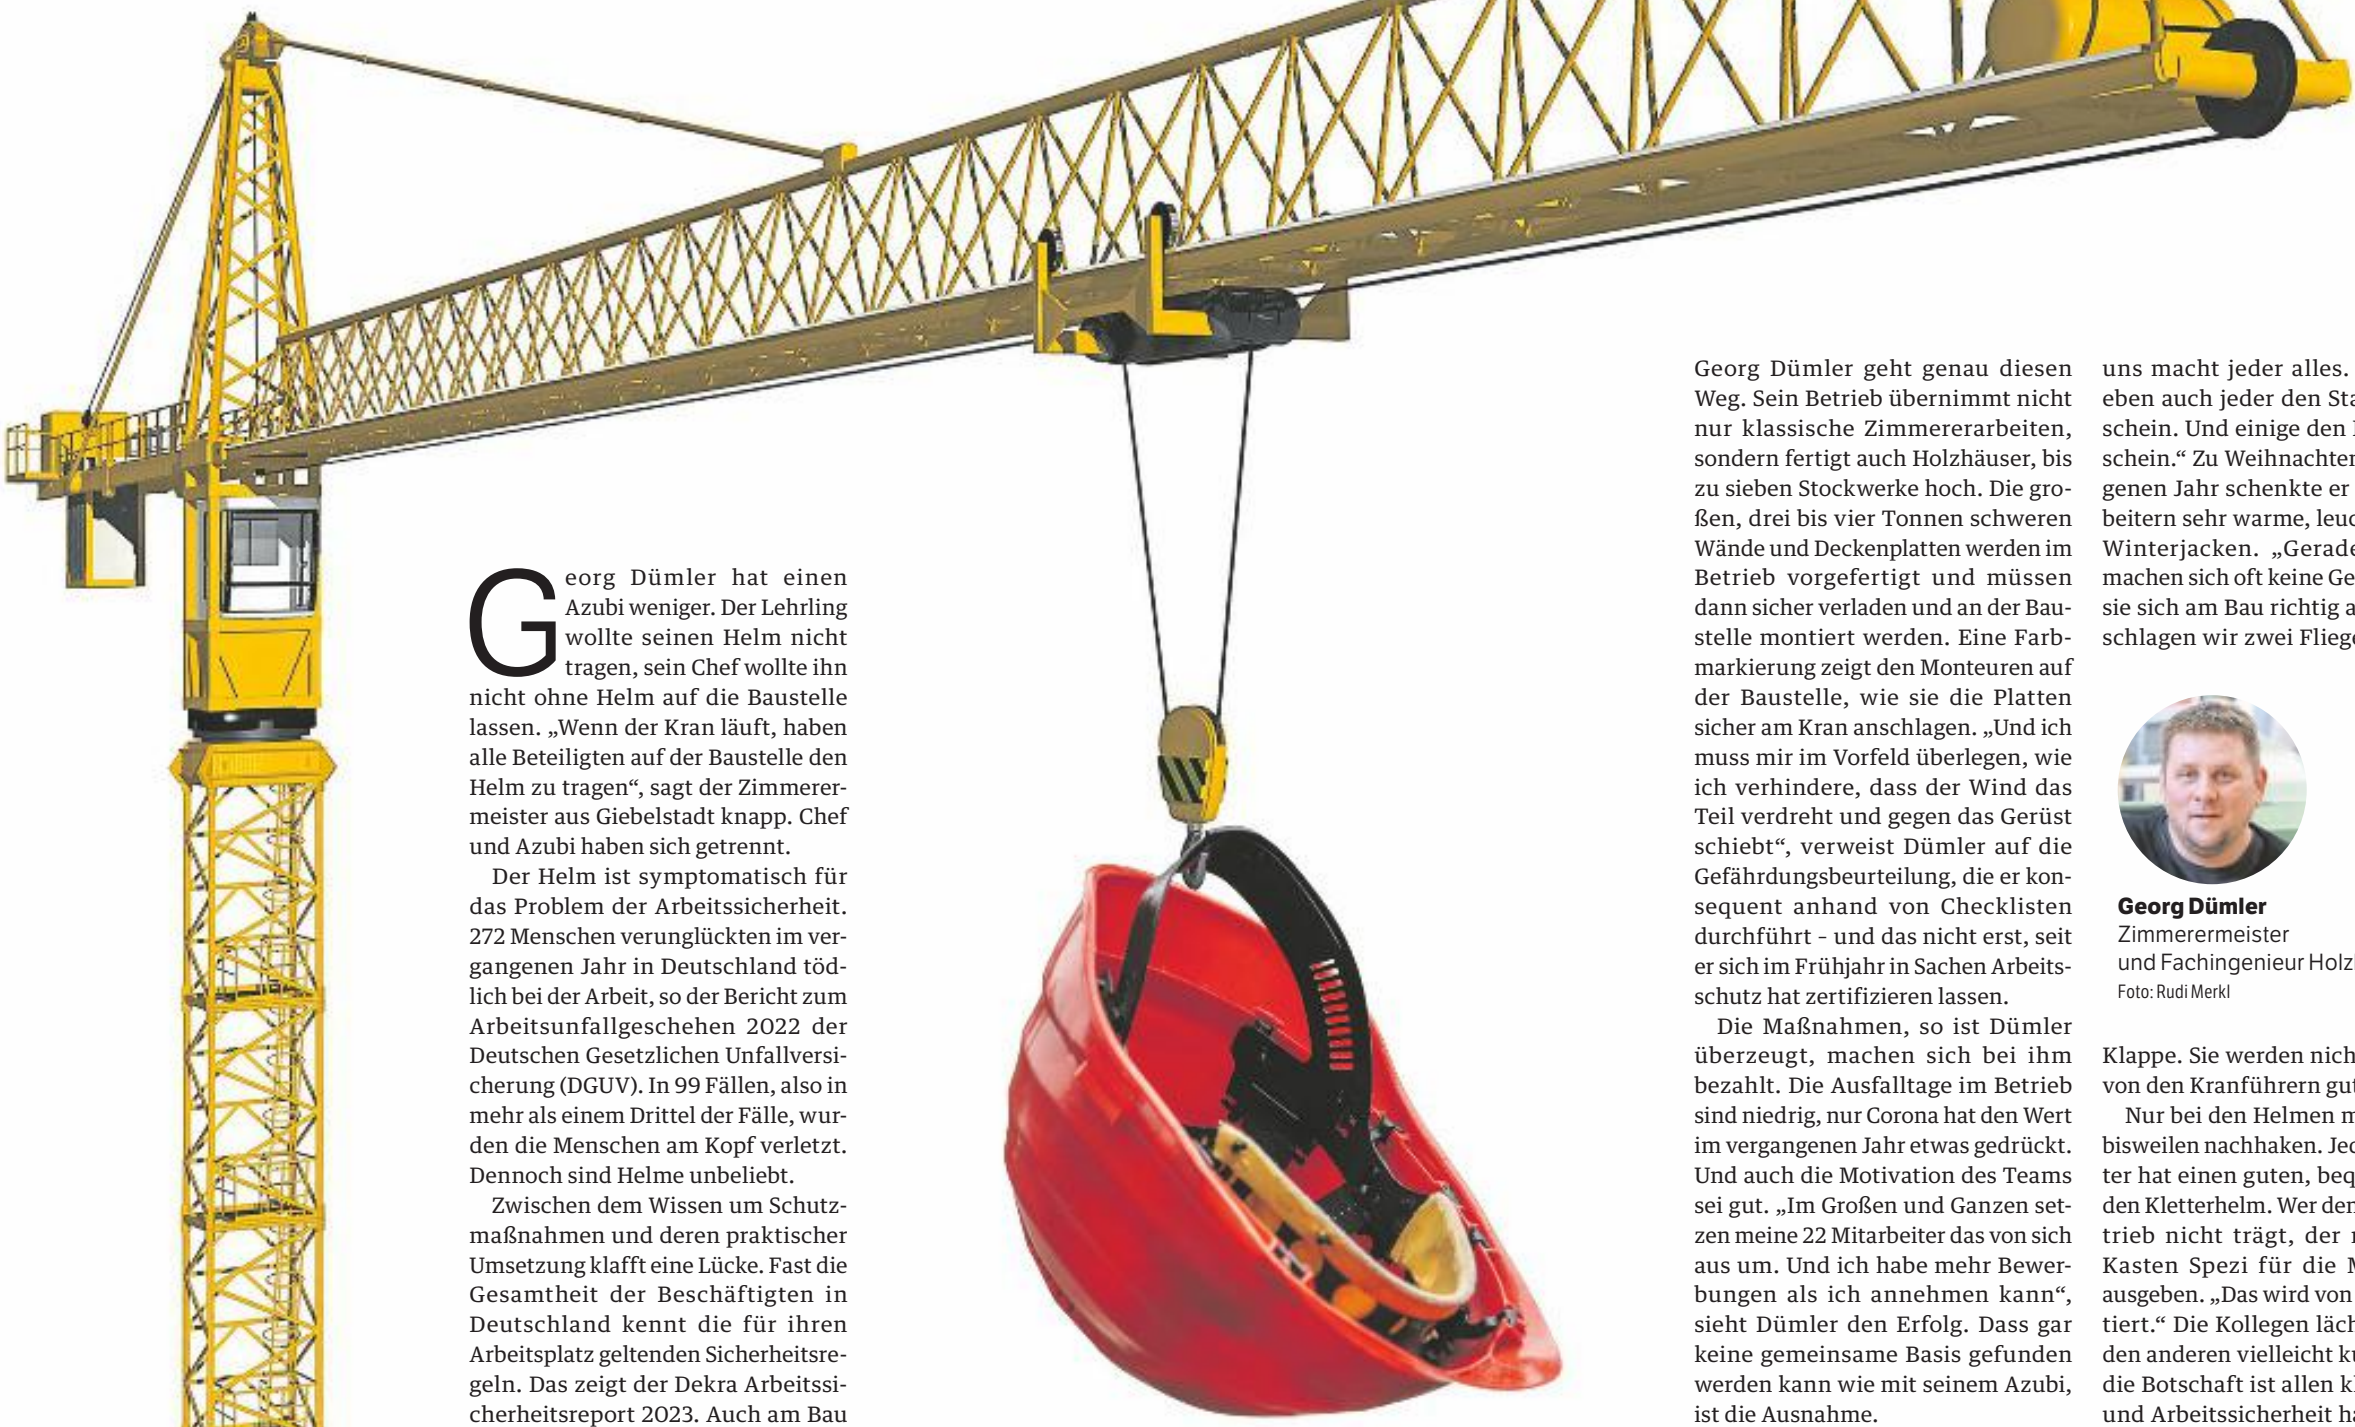 Georg Dümler hat einen
Azubi weniger. Der Lehrling
wollte seinen Helm nicht
tragen, sein Chef wollte ihn
nicht ohne Helm auf die Baustelle
lassen. „Wenn der Kran läuft, haben
alle Beteiligten auf der Baustelle den
Helm zu tragen“, sagt der Zimmerer-
meister aus Giebelstadt knapp. Chef
und Azubi haben sich getrennt.
Der Helm ist symptomatisch für
das Problem der Arbeitssicherheit.
272 Menschen verunglückten im ver-
gangenen Jahr in Deutschland töd-
lich bei der Arbeit, so der Bericht zum
Arbeitsunfallgeschehen 2022 der
Deutschen Gesetzlichen Unfallversi-
cherung (DGUV). In 99 Fällen, also in
mehr als einem Drittel der Fälle, wur-
den die Menschen am Kopf verletzt.
Dennoch sind Helme unbeliebt.
Zwischen dem Wissen um Schutz-
maßnahmen und deren praktischer
Umsetzung klafft eine Lücke. Fast die
Gesamtheit der Beschäftigten in
Deutschland kennt die für ihren
Arbeitsplatz geltenden Sicherheitsre-
geln. Das zeigt der Dekra Arbeitssi-
cherheitsreport 2023. Auch am Bau
Georg Dümler geht genau diesen
Weg. Sein Betrieb übernimmt nicht
nur klassische Zimmererarbeiten,
sondern fertigt auch Holzhäuser, bis
zu sieben Stockwerke hoch. Die gro-
ßen, drei bis vier Tonnen schweren
Wände und Deckenplatten werden im
Betrieb vorgefertigt und müssen
dann sicher verladen und an der Bau-
stelle montiert werden. Eine Farb-
markierung zeigt den Monteuren auf
der Baustelle, wie sie die Platten
sicher am Kran anschlagen. „Und ich
muss mir im Vorfeld überlegen, wie
ich verhindere, dass der Wind das
Teil verdreht und gegen das Gerüst
schiebt“, verweist Dümler auf die
Gefährdungsbeurteilung, die er kon-
sequent anhand von Checklisten
durchführt - und das nicht erst, seit
er sich im Frühjahr in Sachen Arbeits-
schutz hat zertifizieren lassen.
Die Maßnahmen, so ist Dümler
überzeugt, machen sich bei ihm
bezahlt. Die Ausfalltage im Betrieb
sind niedrig, nur Corona hat den Wert
im vergangenen Jahr etwas gedrückt.
Und auch die Motivation des Teams
sei gut. „Im Großen und Ganzen set-
zen meine 22 Mitarbeiter das von sich
aus um. Und ich habe mehr Bewer-
bungen als ich annehmen kann“,
sieht Dümler den Erfolg. Dass gar
keine gemeinsame Basis gefunden
werden kann wie mit seinem Azubi,
ist die Ausnahme.
uns macht jeder alles.
eben auch jeder den
schein. Und einige den
schein.“ Zu Weihnachten
genen Jahr schenkte er
beitern sehr warme,
Winterjacken. „Gerade
machen sich oft keine
sie sich am Bau richtig
schlagen wir zwei
Georg Dümler
Zimmerermeister
und Fachingenieur
Foto: Rudi Merkl
Klappe. Sie werden
von den Kranführern gut
Nur bei den Helmen
bisweilen nachhaken.
ter hat einen guten,
den Kletterhelm. Wer
trieb nicht trägt, der
Kasten Spezi für die
ausgeben. „Das wird von
tiert.“ Die Kollegen
den anderen vielleicht
die Botschaft ist allen
und Arbeitssicherheit